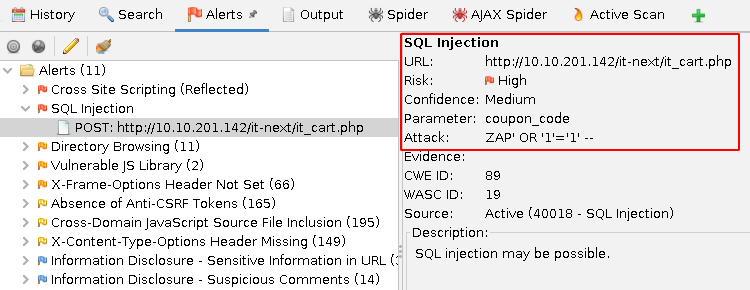 History Search Alerts Output Spider AJAX Spider Active Scan
Alerts (11)
Cross Site Scripting (Reflected)
SQL Injection
POST: http://10.10.201.142/it-next/it_cart.php
Directory Browsing (11)
Vulnerable JS Library (2)
X-Frame-Options Header Not Set (66)
Absence of Anti-CSRF Tokens (165)
Cross-Domain JavaScript Source File Inclusion (195)
X-Content-Type-Options Header Missing (149)
Information Disclosure - Sensitive Information in URL (
Information Disclosure - Suspicious Comments (14)
SQL Injection
URL: http://10.10.201.142/it-next/it_cart.php
Risk: High
Confidence: Medium
Parameter: coupon_code
Attack: ZAP' OR '1'='1' --
Evidence:
CWE ID: 89
WASC ID: 19
Source: Active (40018 - SQL Injection)
Description:
SQL injection may be possible.